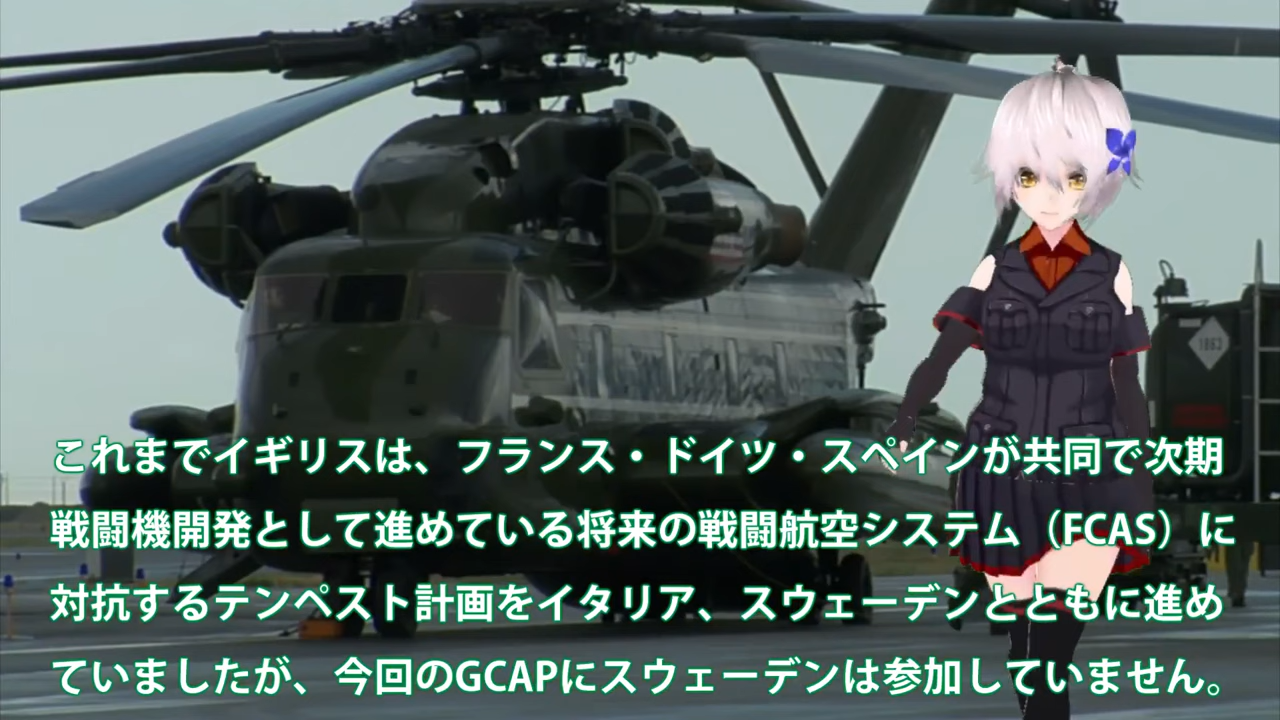 これまでイギリスは、フランス・ドイツ・スペインが共同で次期
戦闘機開発として進めている将来の戦闘航空システム（FCAS）に
対抗するテンペスト計画をイタリア、スウェーデンとともに進め
ていましたが、今回のGCAPにスウェーデンは参加していません。
1863